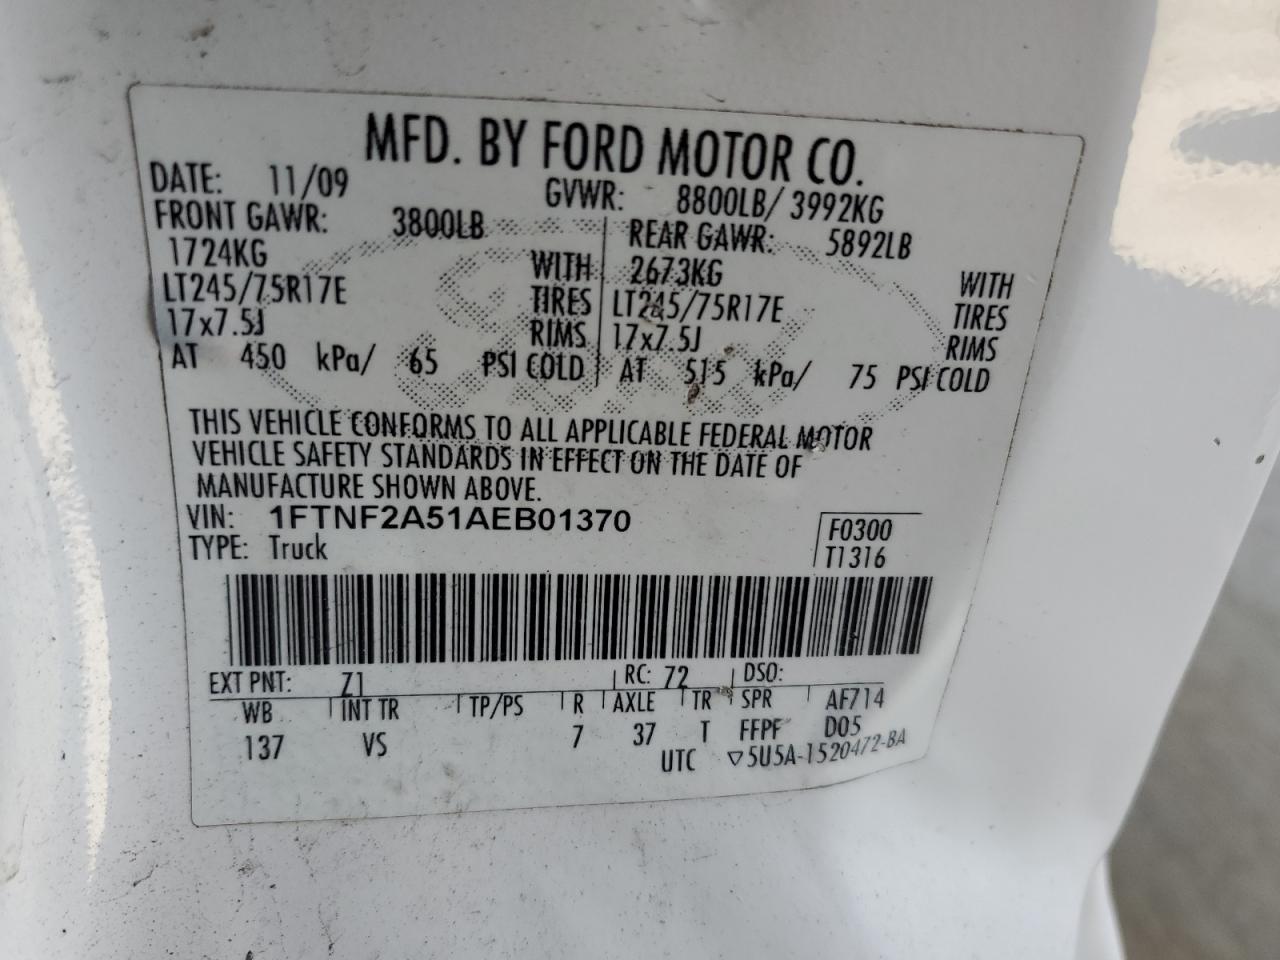 MFD. BY FORD MOTOR CO.
DATE: 11/09 GVWR: 8800LB/ 3992KG
FRONT GAWR: 3800LB REAR GAWR: 5892LB
1724KG WITH 2673KG WITH
LT245/75R17E TIRES LT245/75R17E TIRES
17x7.5J RIMS 17x7.5J RIMS
AT 450 kPa/ 65 PSI COLD AT 515 kPa/ 75 PSI COLD
THIS VEHICLE CONFORMS TO ALL APPLICABLE FEDERAL MOTOR
VEHICLE SAFETY STANDARDS IN EFFECT ON THE DATE OF
MANUFACTURE SHOWN ABOVE.
VIN: 1FTNF2A51AEB01370 F0300
TYPE: Truck T1316
EXT PNT: Z1 RC: 72 DSO:
WB INT TR TP/PS R AXLE TR SPR AF714
137 VS 7 37 T FFPF D05
UTC ▽5U5A-1520472-BA